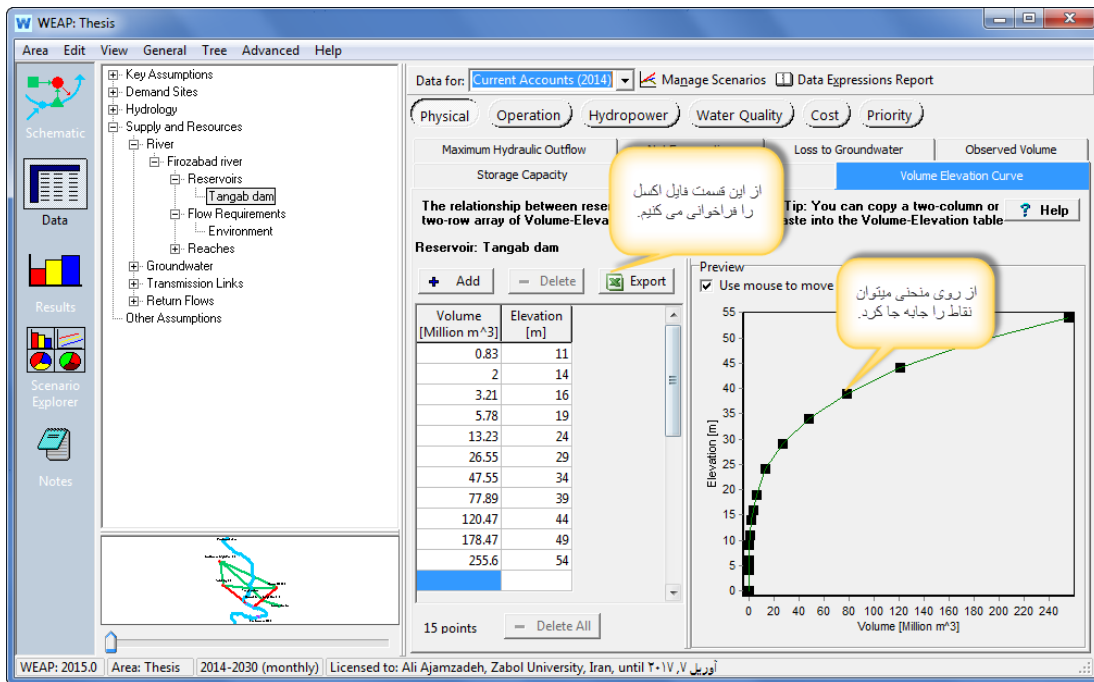 WEAP: Thesis
Area Edit View General Tree Advanced Help
Schematic
Data
Results
Scenario
Explorer
Notes
Key Assumptions
Demand Sites
Hydrology
Supply and Resources
River
Firozabad river
Reservoirs
Tangab dam
Flow Requirements
Environment
Reaches
Groundwater
Transmission Links
Return Flows
Other Assumptions
Data for: Current Accounts (2014) Manage Scenarios Data Expressions Report
Physical Operation Hydropower Water Quality Cost Priority
Maximum Hydraulic Outflow Loss to Groundwater Observed Volume
Storage Capacity Volume Elevation Curve
The relationship between Tip: You can copy a two-column or
two-row array of into the Volume-Elevation table
Help
از این قسمت فایل اکسل
را فراخوانی می کنیم.
Reservoir: Tangab dam
Add Delete Export
Volume Elevation
[Million m^3] [m]
0.83 11
2 14
3.21 16
5.78 19
13.23 24
26.55 29
47.55 34
77.89 39
120.47 44
178.47 49
255.6 54
15 points Delete All
Preview
Use mouse to move
از روی منحنی میتوان
نقاط را جابه جا کرد.
55
50
45
40
35
30
25
20
15
10
5
0
Elevation [m]
0 20 40 60 80 100 120 140 160 180 200 220 240
Volume [Million m^3]
WEAP: 2015.0 Area: Thesis 2014-2030 (monthly) Licensed to: Ali Ajamzadeh, Zabol University, Iran, until آوریل ۷, ۲۰۱۷